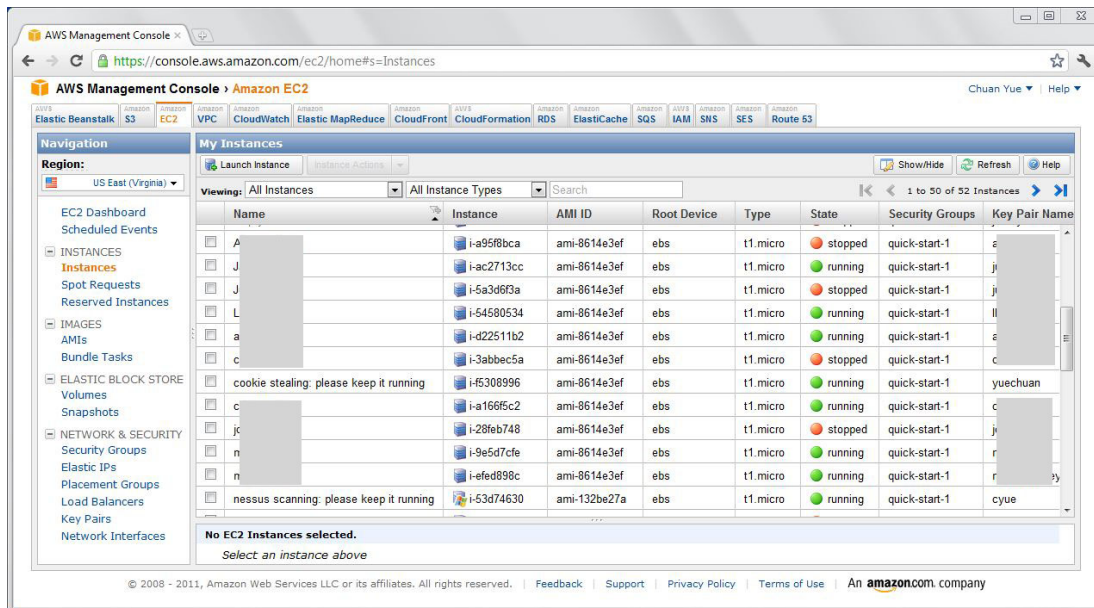 AWS Management Console
https://console.aws.amazon.com/ec2/home#s=Instances
AWS Management Console › Amazon EC2
Chuan Yue ▼ | Help ▼
AWS Elastic Beanstalk
Amazon S3
Amazon EC2
Amazon VPC
Amazon CloudWatch
Amazon Elastic MapReduce
Amazon CloudFront
AWS CloudFormation
Amazon RDS
Amazon ElastiCache
Amazon SQS
AWS IAM
Amazon SNS
Amazon SES
Amazon Route 53
Navigation
Region:
US East (Virginia)
EC2 Dashboard
Scheduled Events
INSTANCES
Instances
Spot Requests
Reserved Instances
IMAGES
AMIs
Bundle Tasks
ELASTIC BLOCK STORE
Volumes
Snapshots
NETWORK & SECURITY
Security Groups
Elastic IPs
Placement Groups
Load Balancers
Key Pairs
Network Interfaces
My Instances
Launch Instance Instance Actions Show/Hide Refresh Help
Viewing: All Instances All Instance Types Search 1 to 50 of 52 Instances
Name Instance AMI ID Root Device Type State Security Groups Key Pair Name
A i-a95f8bca ami-8614e3ef ebs t1.micro stopped quick-start-1 a
J i-ac2713cc ami-8614e3ef ebs t1.micro running quick-start-1 ju
J i-5a3d6f3a ami-8614e3ef ebs t1.micro stopped quick-start-1
L i-54580534 ami-8614e3ef ebs t1.micro running quick-start-1
a i-d22511b2 ami-8614e3ef ebs t1.micro running quick-start-1 a
c i-3abbec5a ami-8614e3ef ebs t1.micro stopped quick-start-1 c
cookie stealing: please keep it running i-f5308996 ami-8614e3ef ebs t1.micro running quick-start-1 yuechuan
c i-a166f5c2 ami-8614e3ef ebs t1.micro running quick-start-1 c
jc i-28feb748 ami-8614e3ef ebs t1.micro stopped quick-start-1
i-9e5d7cfe ami-8614e3ef ebs t1.micro running quick-start-1
i-efed898c ami-8614e3ef ebs t1.micro running quick-start-1
nessus scanning: please keep it running i-53d74630 ami-132be27a ebs t1.micro running quick-start-1 cyue
No EC2 Instances selected.
Select an instance above
© 2008 - 2011, Amazon Web Services LLC or its affiliates. All rights reserved. | Feedback | Support | Privacy Policy | Terms of Use | An amazon.com. company